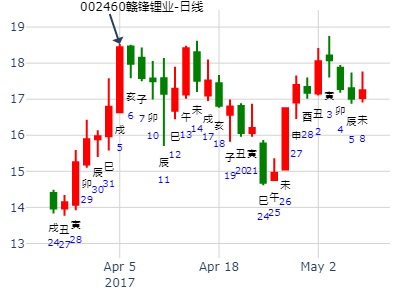 002460赣锋锂业-日线
19
18
17
16
15
14
13
戌
24
丑
27
寅
28
卯
29
辰
30
巳
31
戌
5
亥
6
子
7
卯
10
辰
11
巳
12
午
13
未
14
戌
17
亥
18
子
19
丑
20
寅
21
巳
24
午
25
未
26
申
27
酉
28
丑
2
寅
3
卯
4
辰
5
未
8
Apr 5
2017
Apr 18
May 2